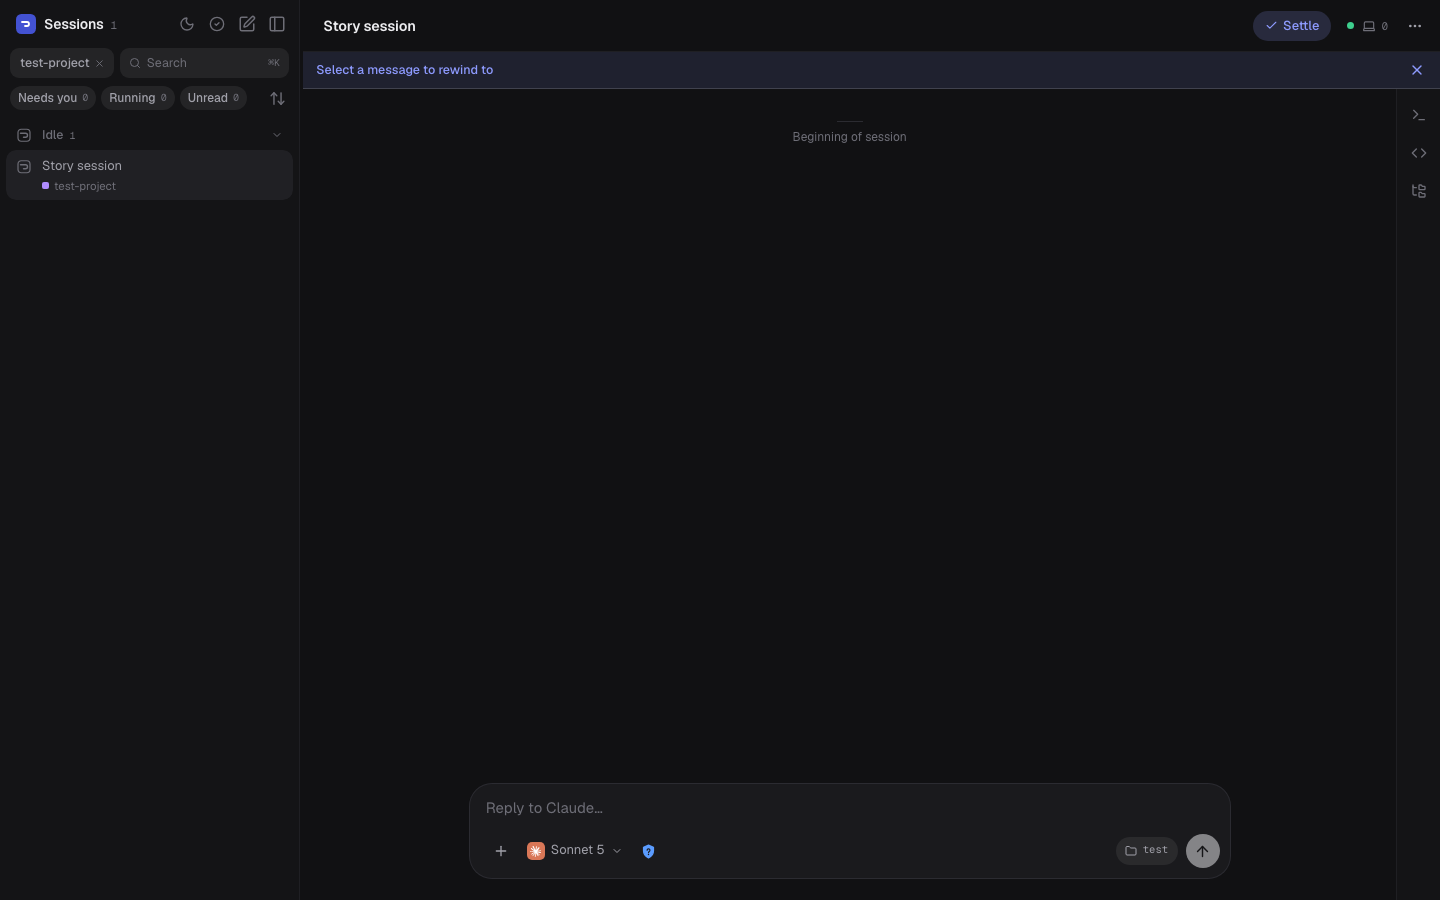 Sessions 1
test-project
Search ⌘K
Needs you 0
Running 0
Unread 0
Idle 1
Story session
test-project
Story session
Settle
0
Select a message to rewind to
Beginning of session
Reply to Claude...
Sonnet 5
?
test